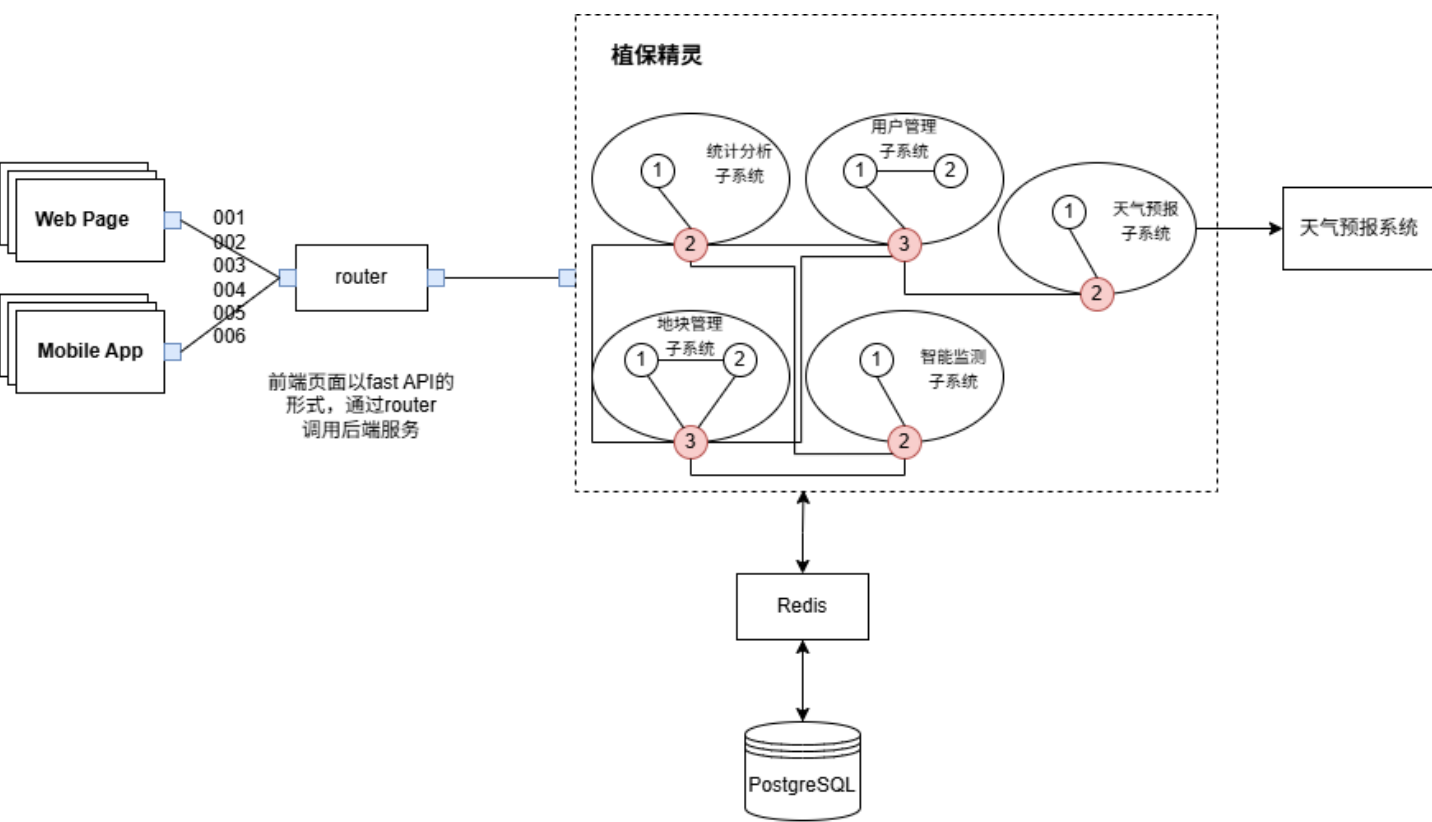 植保精灵
统计分析
子系统
1
2
用户管理
子系统
1
2
3
天气预报
子系统
1
2
天气预报系统
Web Page
Mobile App
001
002
003
004
005
006
router
前端页面以fast API的
形式，通过router
调用后端服务
地块管理
子系统
1
2
3
智能监测
子系统
1
2
Redis
PostgreSQL